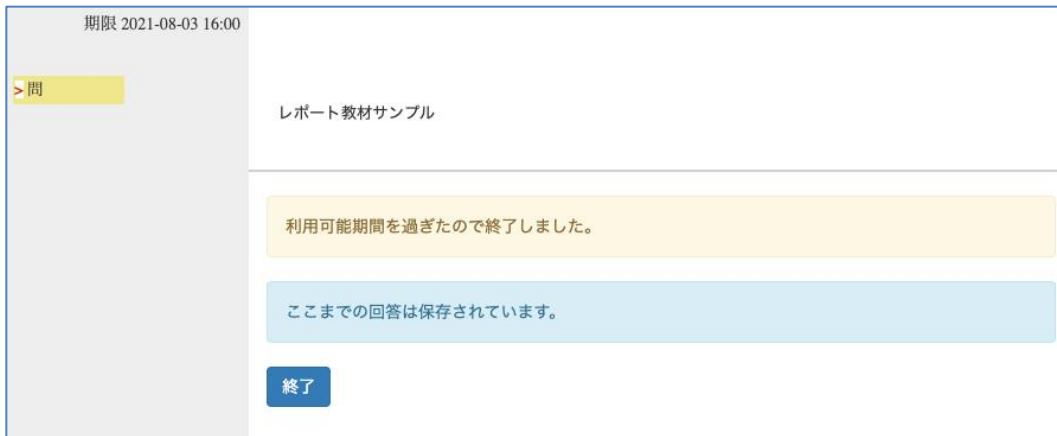 期限 2021-08-03 16:00
>問
レポート教材サンプル
利用可能期間を過ぎたので終了しました。
ここまでの回答は保存されています。
終了